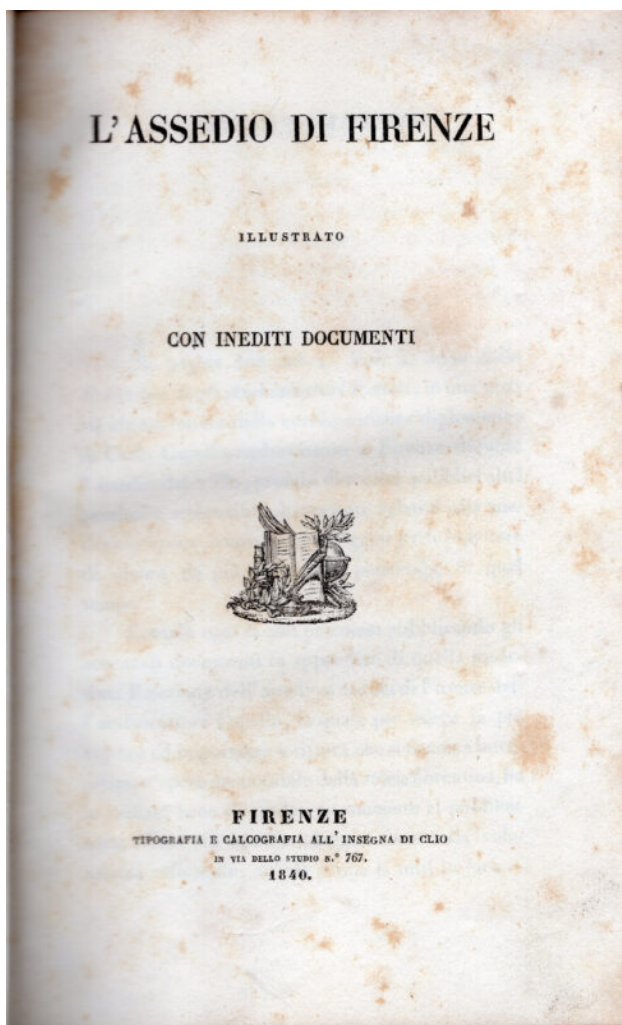 L' ASSEDIO DI FIRENZE
ILLUSTRATO
CON INEDITI DOCUMENTI
FIRENZE
TIPOGRAFIA E CALCOGRAFIA ALL' INSEGNA DI CLIO
IN VIA DELLO STUDIO N.° 767.
1840.